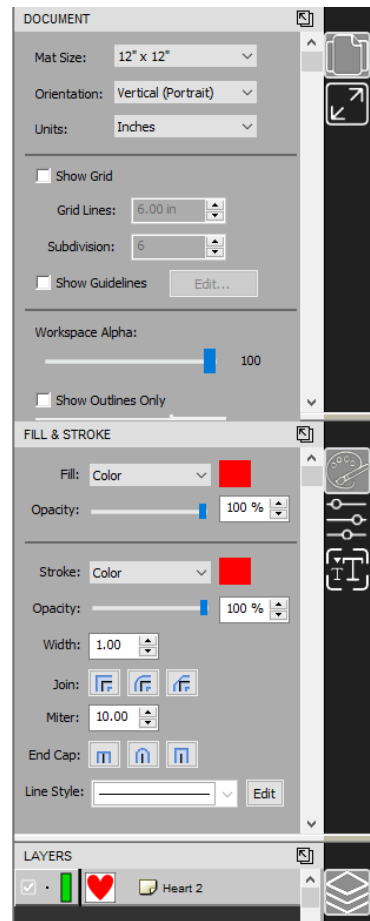 DOCUMENT
Mat Size: 12" x 12"
Orientation: Vertical (Portrait)
Units: Inches
Show Grid
Grid Lines: 6.00 in
Subdivision: 6
Show Guidelines Edit...
Workspace Alpha:
100
Show Outlines Only
FILL & STROKE
Fill: Color
Opacity: 100 %
Stroke: Color
Opacity: 100 %
Width: 1.00
Join:
Miter: 10.00
End Cap:
Line Style: Edit
T
LAYERS
Heart 2